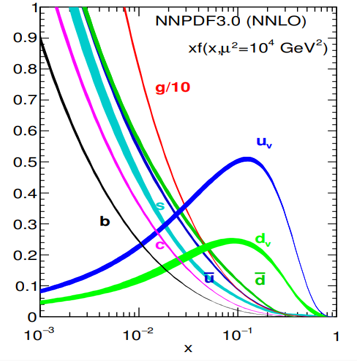 NNPDF3.0 (NNLO)
xf(x,μ²=10⁴ GeV²)
g/10
uᵥ
s
b
c
dᵥ
ū
d̄
1
0.9
0.8
0.7
0.6
0.5
0.4
0.3
0.2
0.1
0
10⁻³
10⁻²
10⁻¹
1
x